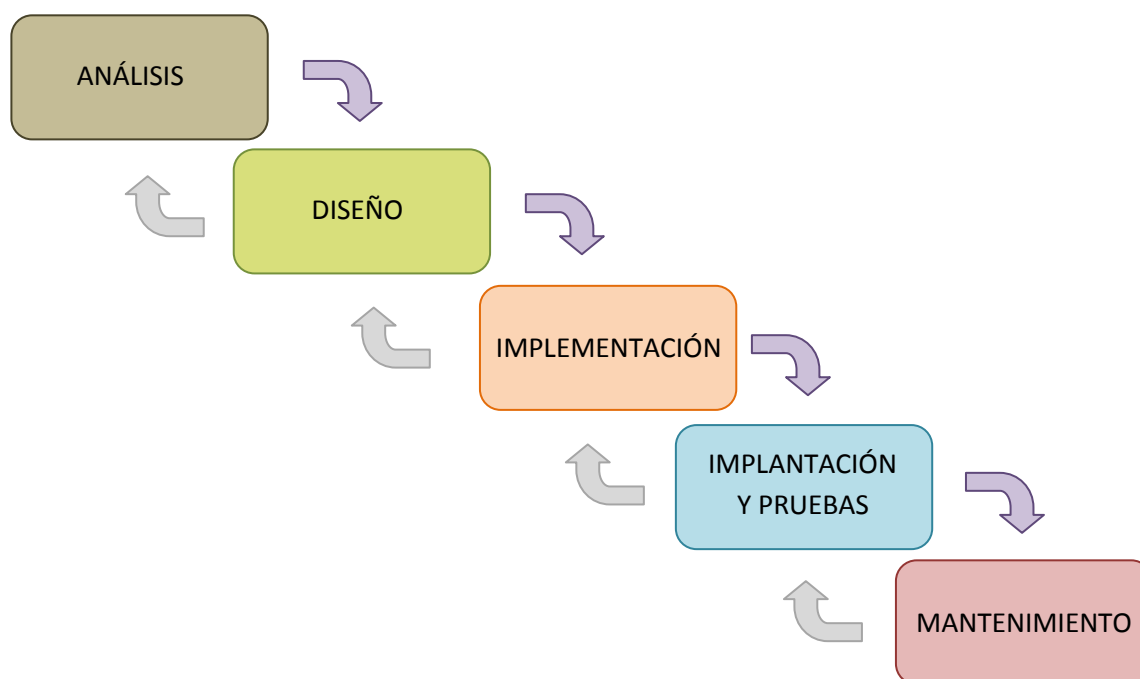 ANÁLISIS
DISEÑO
IMPLEMENTACIÓN
IMPLANTACIÓN
Y PRUEBAS
MANTENIMIENTO